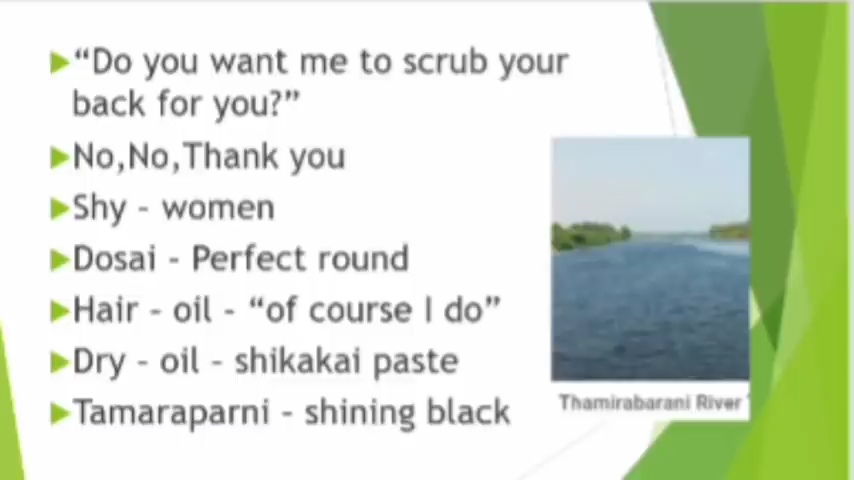 “Do you want me to scrub your
back for you?”
No,No,Thank you
Shy - women
Dosai - Perfect round
Hair - oil - “of course I do”
Dry - oil - shikakai paste
Tamaraparni - shining black
Thamirabarani River